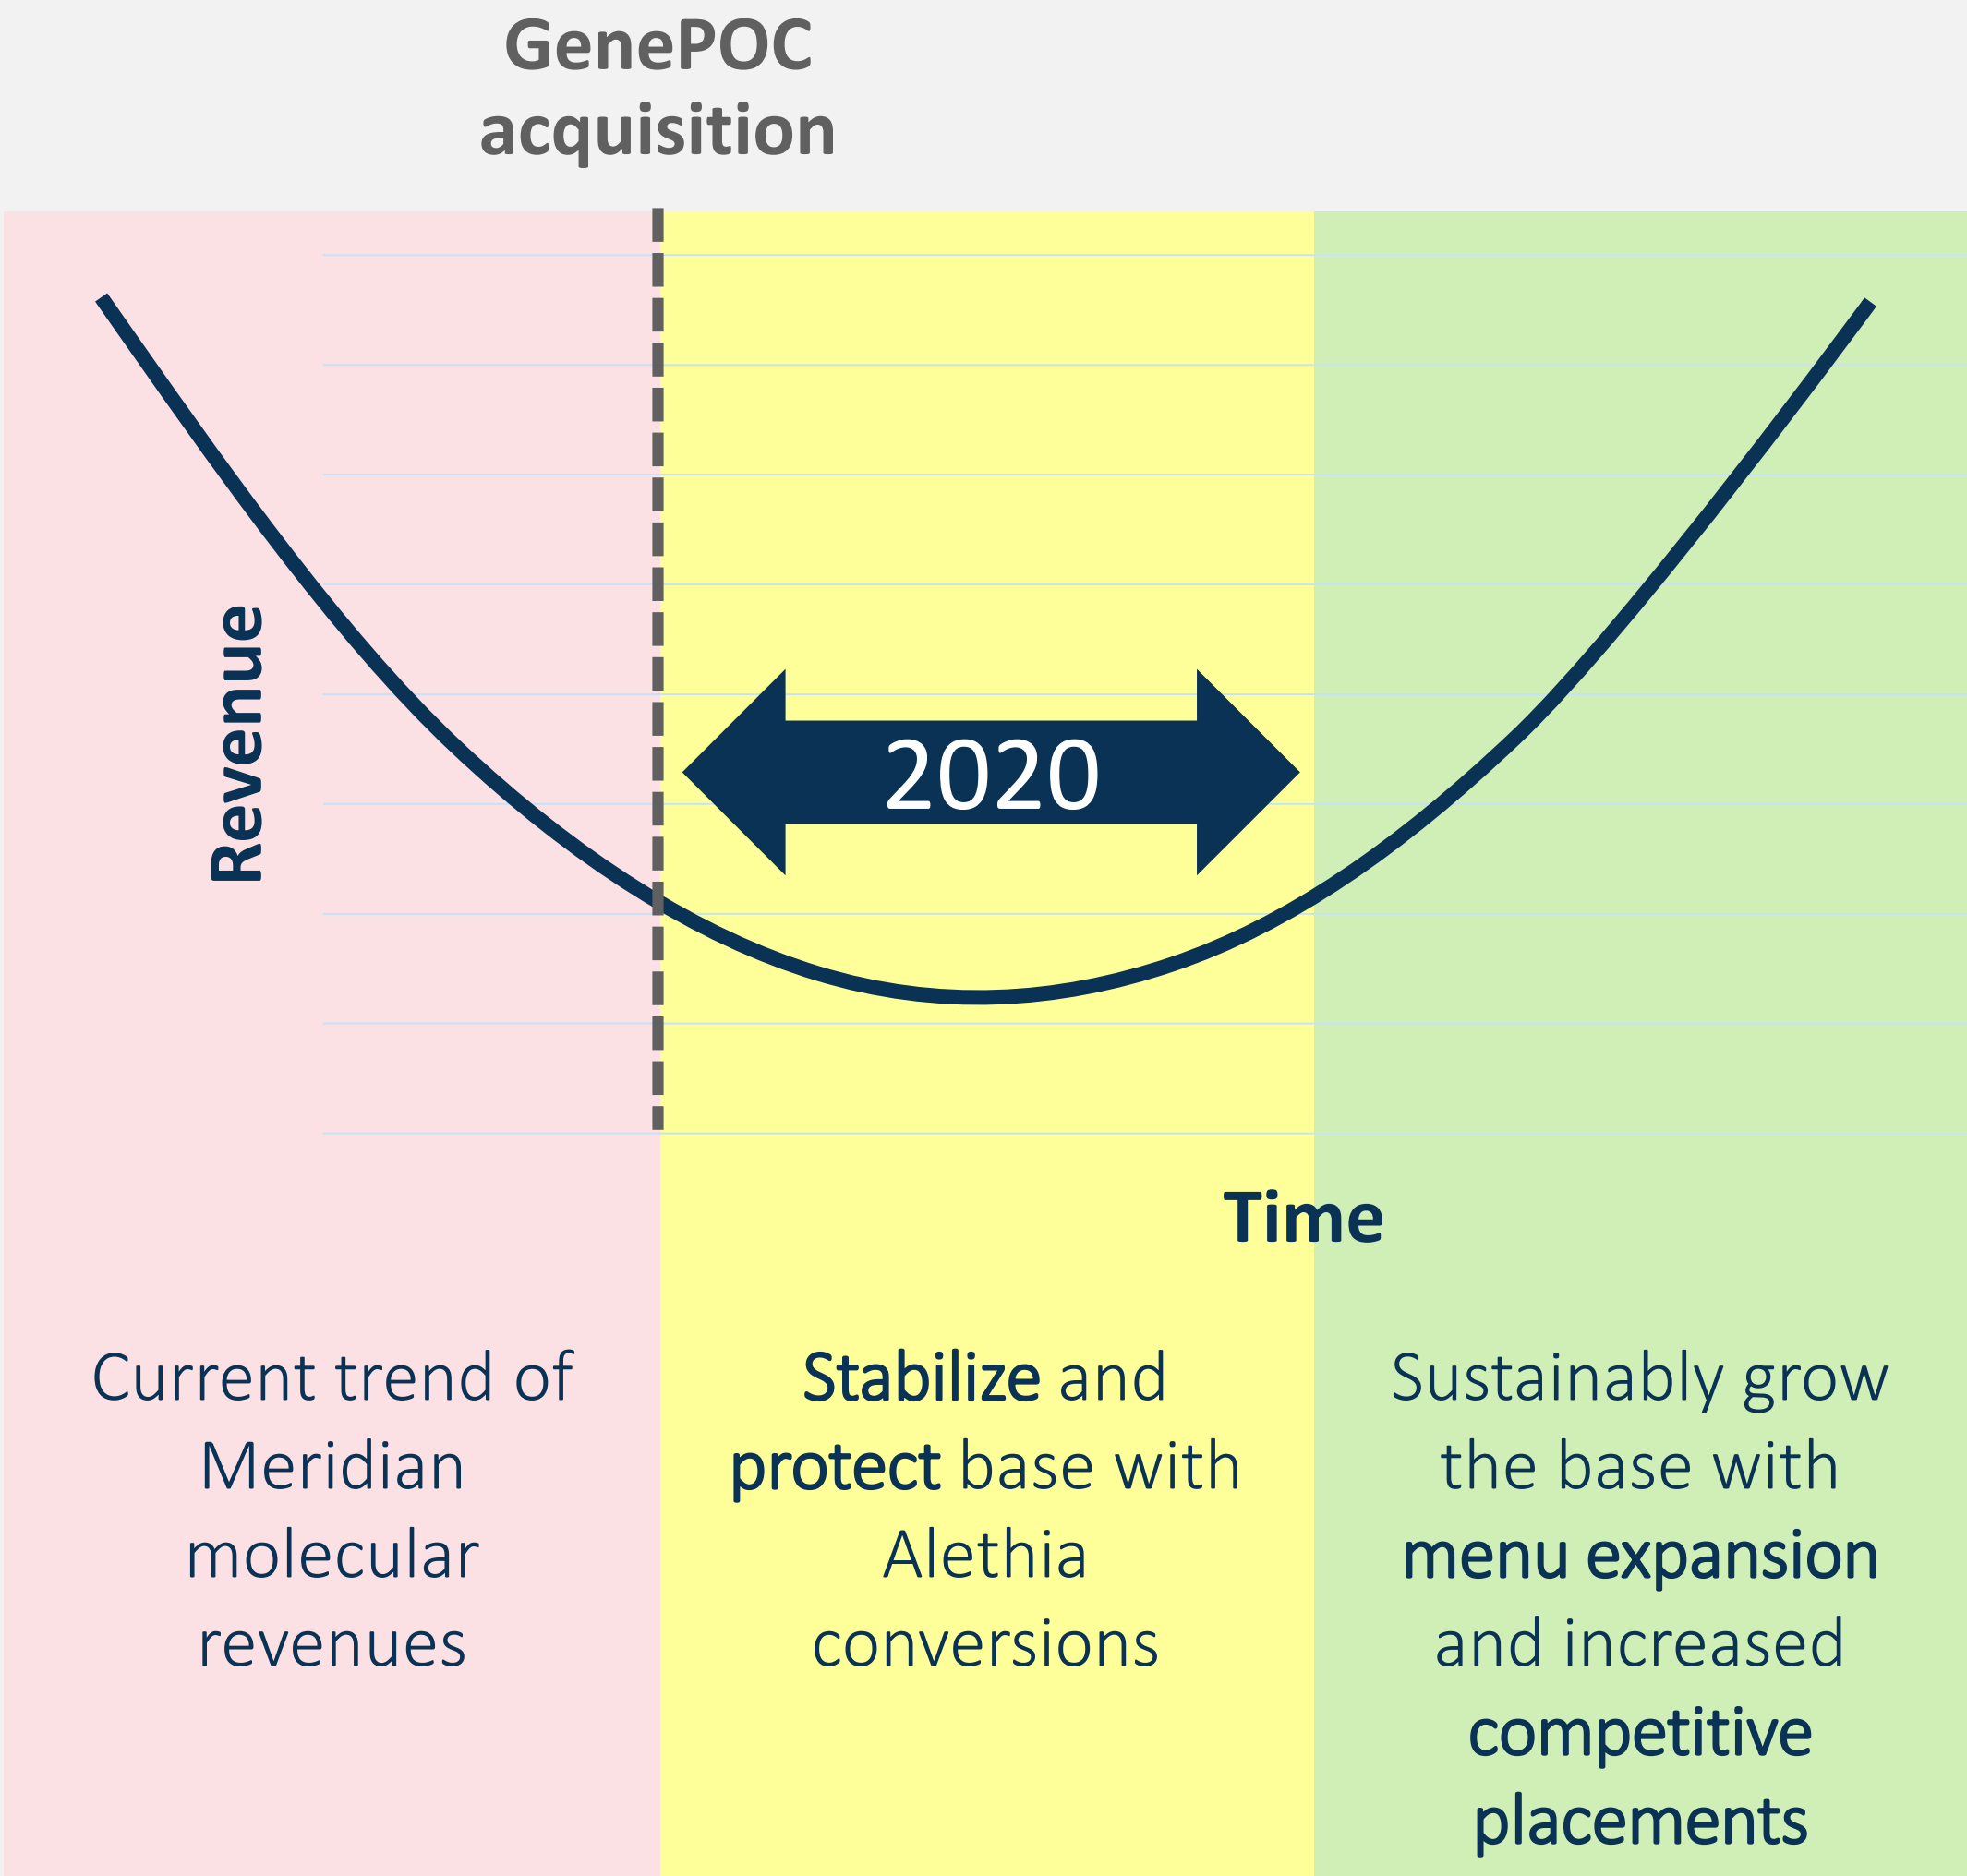 GenePOC
acquisition
Revenue
2020
Time
Current trend of
Meridian
molecular
revenues
Stabilize and
protect base with
Alethia
conversions
Sustainably grow
the base with
menu expansion
and increased
competitive
placements